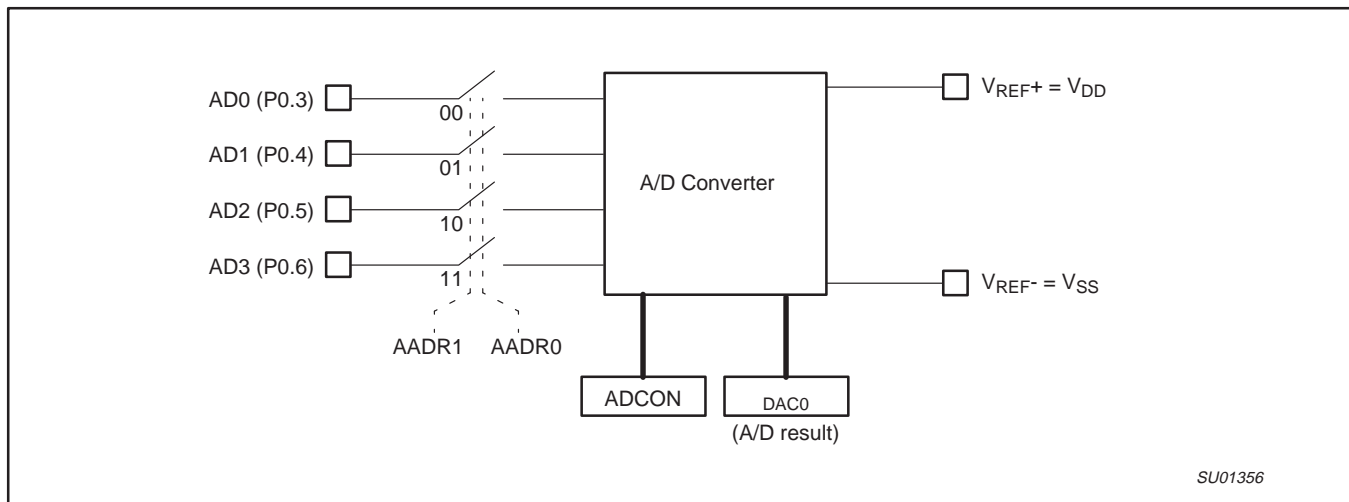 AD0 (P0.3)
00
AD1 (P0.4)
01
AD2 (P0.5)
10
AD3 (P0.6)
11
AADR1 AADR0
A/D Converter
VREF+ = VDD
VREF- = VSS
ADCON
DAC0
(A/D result)
SU01356